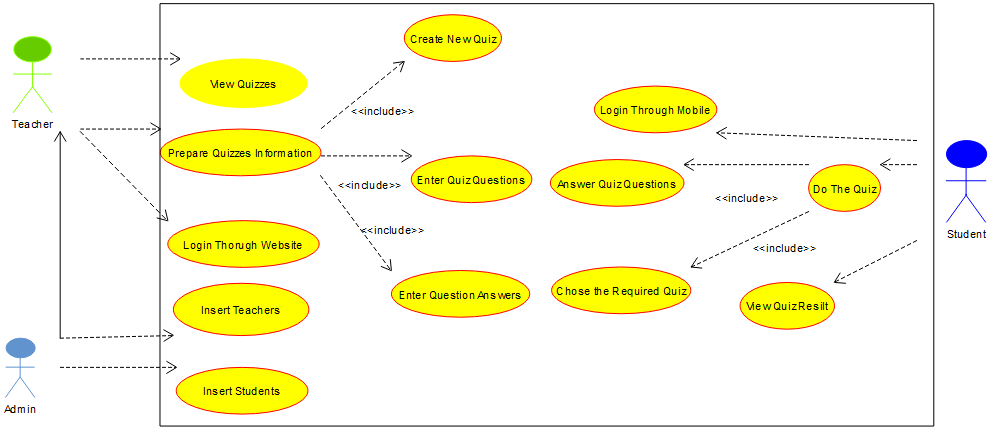 Create New Quiz
View Quizzes
<<include>>
Login Through Mobile
Teacher
Prepare Quizzes Information
<<include>>
Enter Quiz Questions
Answer Quiz Questions
Do The Quiz
<<include>>
<<include>>
Student
Login Thorugh Website
<<include>>
Enter Question Answers
Chose the Required Quiz
View Quiz Resilt
Insert Teachers
Admin
Insert Students